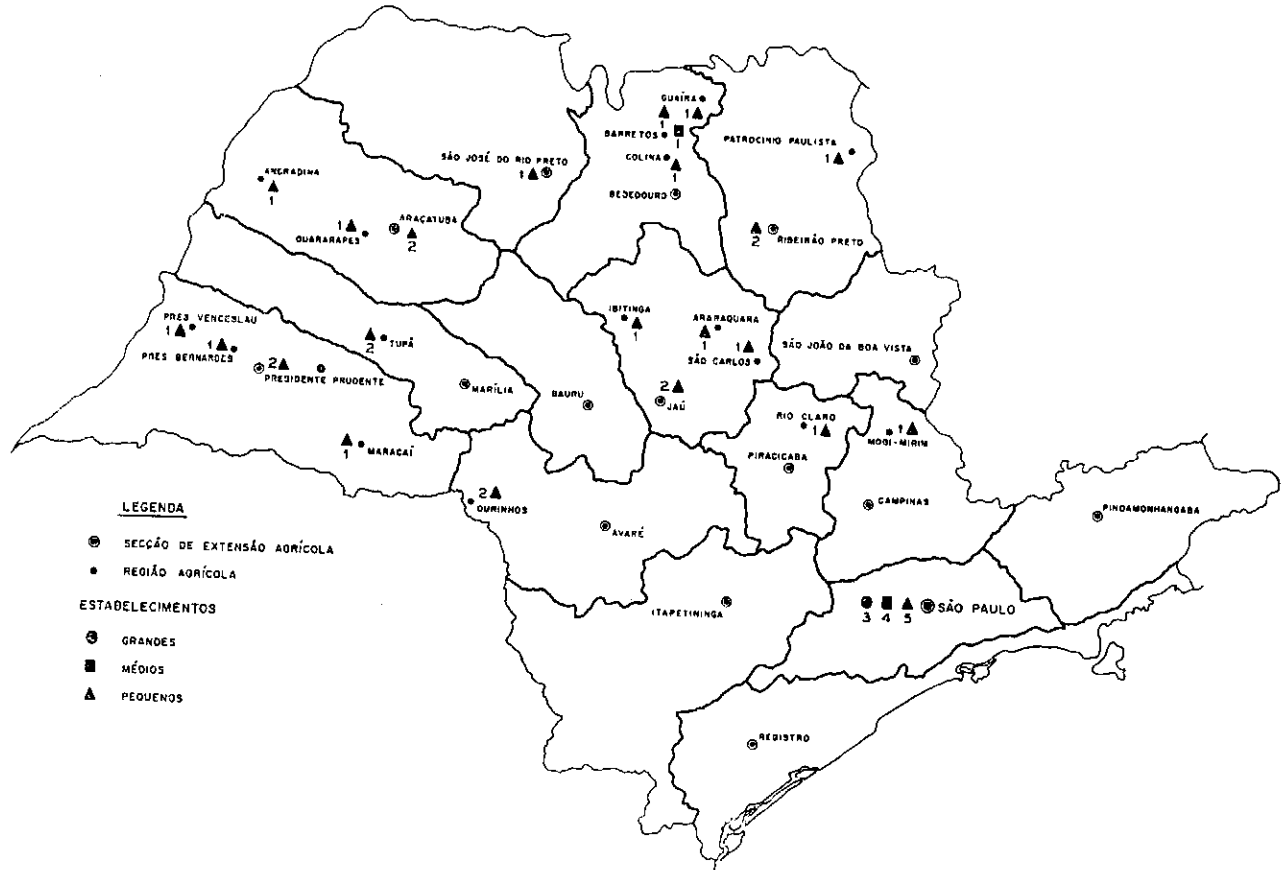 GUAÍRA
1
1
BARRETOS
1
COLINA
1
BEBEDOURO
PATROCINIO PAULISTA
1
SÃO JOSÉ DO RIO PRETO
1
ANDRADINA
1
1
GUARARAPES
ARAÇATUBA
2
2
RIBEIRÃO PRETO
IBITINGA
1
ARARAQUARA
1
1
SÃO CARLOS
2
JAÚ
SÃO JOÃO DA BOA VISTA
PRES VENCESLAU
1
1
PRES BERNARDES
2
PRESIDENTE PRUDENTE
2
TUPÃ
MARÍLIA
BAURU
1
MARACAÍ
RIO CLARO
1
PIRACICABA
1
MOGI-MIRIM
CAMPINAS
PINDAMONHANGABA
2
OURINHOS
AVARÉ
ITAPETININGA
3 4 5
SÃO PAULO
REGISTRO
LEGENDA
SECÇÃO DE EXTENSÃO AGRÍCOLA
REGIÃO AGRÍCOLA
ESTABELECIMENTOS
GRANDES
MÉDIOS
PEQUENOS